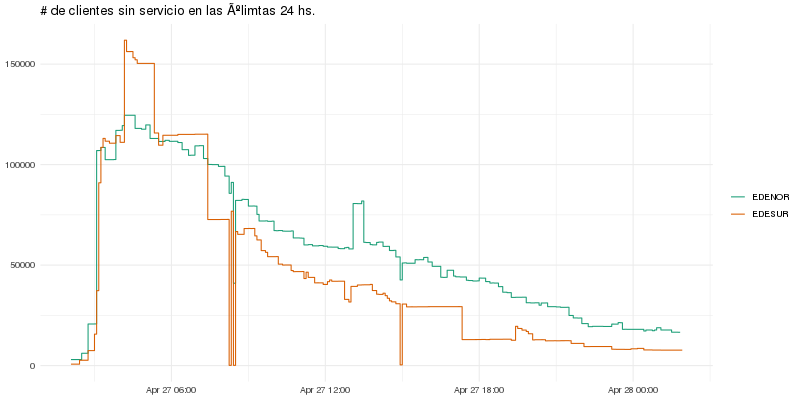 # de clientes sin servicio en las Ãºlimtas 24 hs.
150000
100000
50000
0
Apr 27 06:00 Apr 27 12:00 Apr 27 18:00 Apr 28 00:00
EDENOR
EDESUR